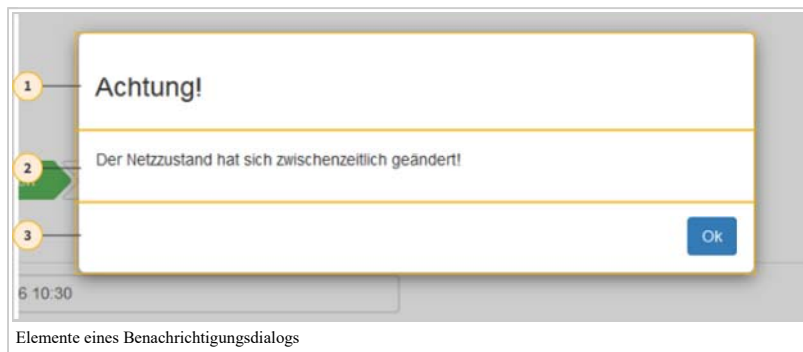 1
Achtung!
2
Der Netzzustand hat sich zwischenzeitlich geändert!
3
Ok
6 10:30
Elemente eines Benachrichtigungsdialogs